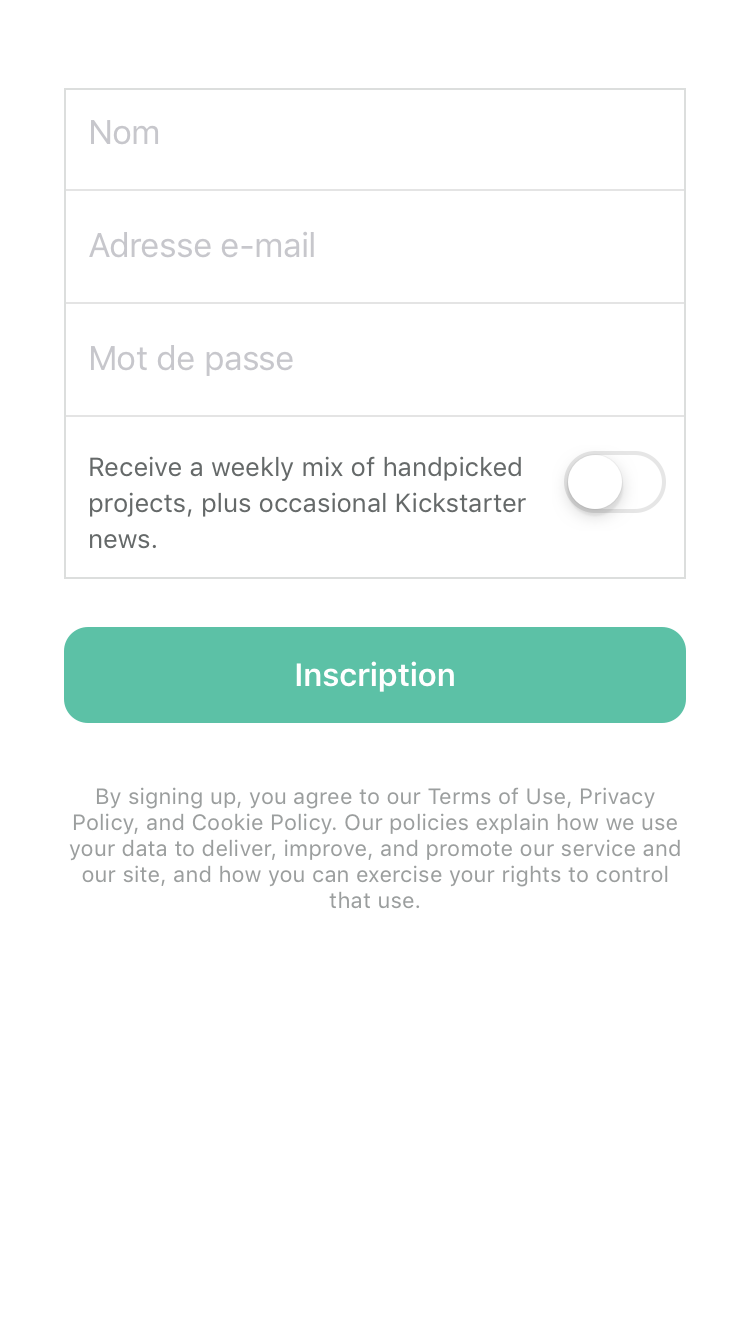 Nom
Adresse e-mail
Mot de passe
Receive a weekly mix of handpicked
projects, plus occasional Kickstarter
news.
Inscription
By signing up, you agree to our Terms of Use, Privacy
Policy, and Cookie Policy. Our policies explain how we use
your data to deliver, improve, and promote our service and
our site, and how you can exercise your rights to control
that use.